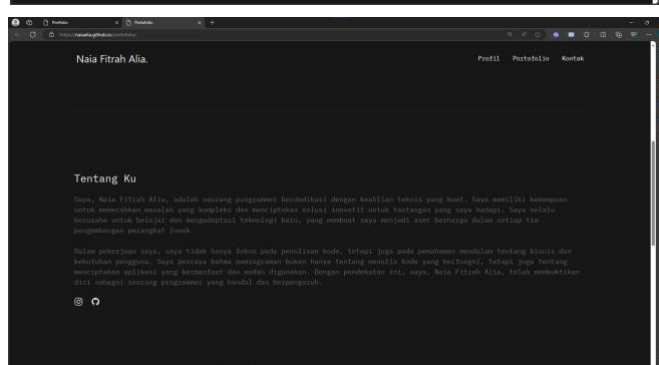 Portfolio
Portofolio
https://naiaalia.github.io/portofolio/
Naia Fitrah Alia.
Profil Portofolio Kontak
Tentang Ku
Saya, Naia Fitrah Alia, adalah seorang programmer berdedikasi dengan keahlian teknis yang kuat. Saya memiliki kemampuan
untuk memecahkan masalah yang kompleks dan menciptakan solusi inovatif untuk tantangan yang saya hadapi. Saya selalu
berusaha untuk belajar dan mengadaptasi teknologi baru, yang membuat saya menjadi aset berharga dalam setiap tim
pengembangan perangkat lunak.
Dalam pekerjaan saya, saya tidak hanya fokus pada penulisan kode, tetapi juga pada pemahaman mendalam tentang bisnis dan
kebutuhan pengguna. Saya percaya bahwa pemrograman bukan hanya tentang menulis kode yang berfungsi, tetapi juga tentang
menciptakan aplikasi yang bermanfaat dan mudah digunakan. Dengan pendekatan ini, saya, Naia Fitrah Alia, telah membuktikan
diri sebagai seorang programmer yang handal dan berpengaruh.